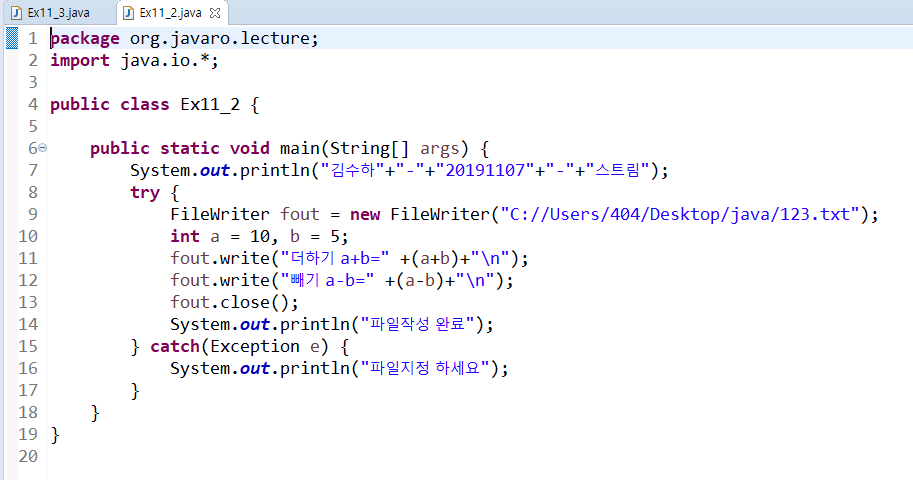 Ex11_3.java Ex11_2.java
1 package org.javaro.lecture;
2 import java.io.*;
3
4 public class Ex11_2 {
5
6 public static void main(String[] args) {
7 System.out.println("김수하"+"-"+"20191107"+"-"+"스트림");
8 try {
9 FileWriter fout = new FileWriter("C://Users/404/Desktop/java/123.txt");
10 int a = 10, b = 5;
11 fout.write("더하기 a+b=" +(a+b)+"\n");
12 fout.write("빼기 a-b=" +(a-b)+"\n");
13 fout.close();
14 System.out.println("파일작성 완료");
15 } catch(Exception e) {
16 System.out.println("파일지정 하세요");
17 }
18 }
19 }
20